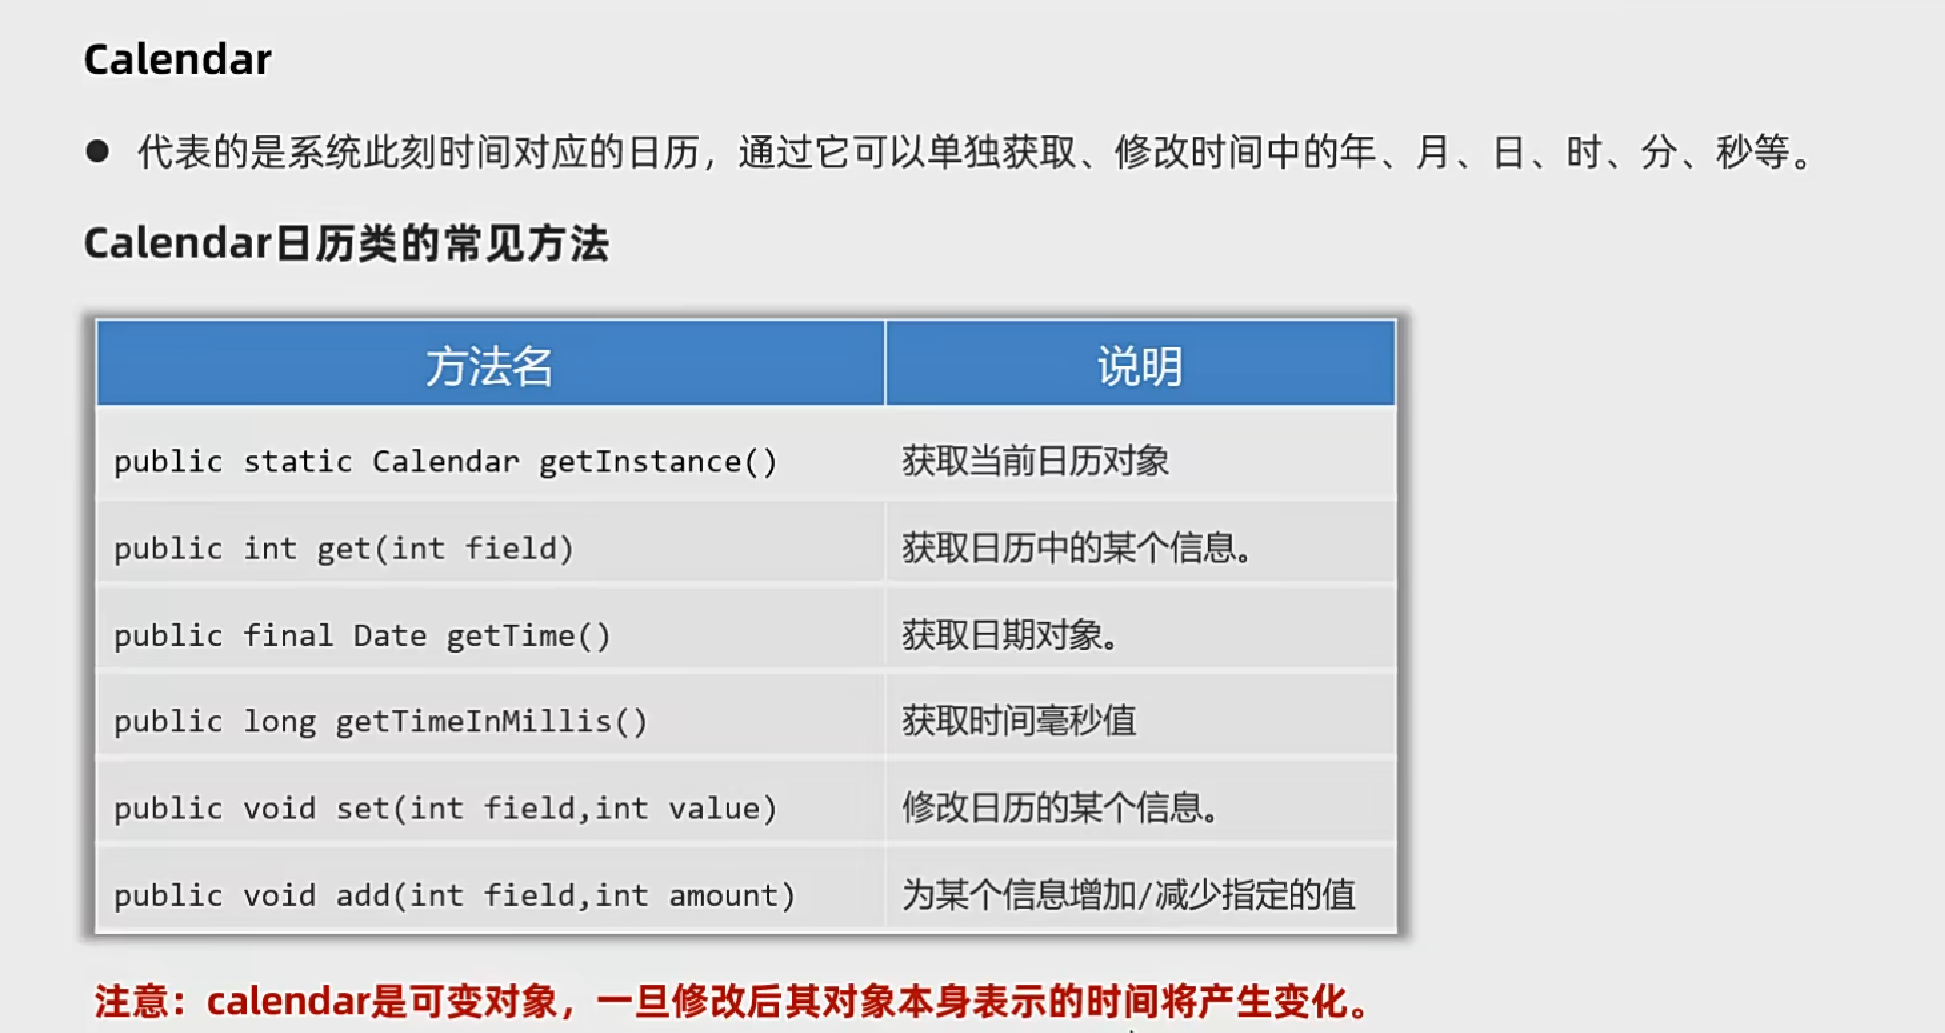 Calendar
● 代表的是系统此刻时间对应的日历，通过它可以单独获取、修改时间中的年、月、日、时、分、秒等。
Calendar日历类的常见方法
方法名 说明
public static Calendar getInstance() 获取当前日历对象
public int get(int field) 获取日历中的某个信息。
public final Date getTime() 获取日期对象。
public long getTimeInMillis() 获取时间毫秒值
public void set(int field,int value) 修改日历的某个信息。
public void add(int field,int amount) 为某个信息增加/减少指定的值
注意：calendar是可变对象，一旦修改后其对象本身表示的时间将产生变化。